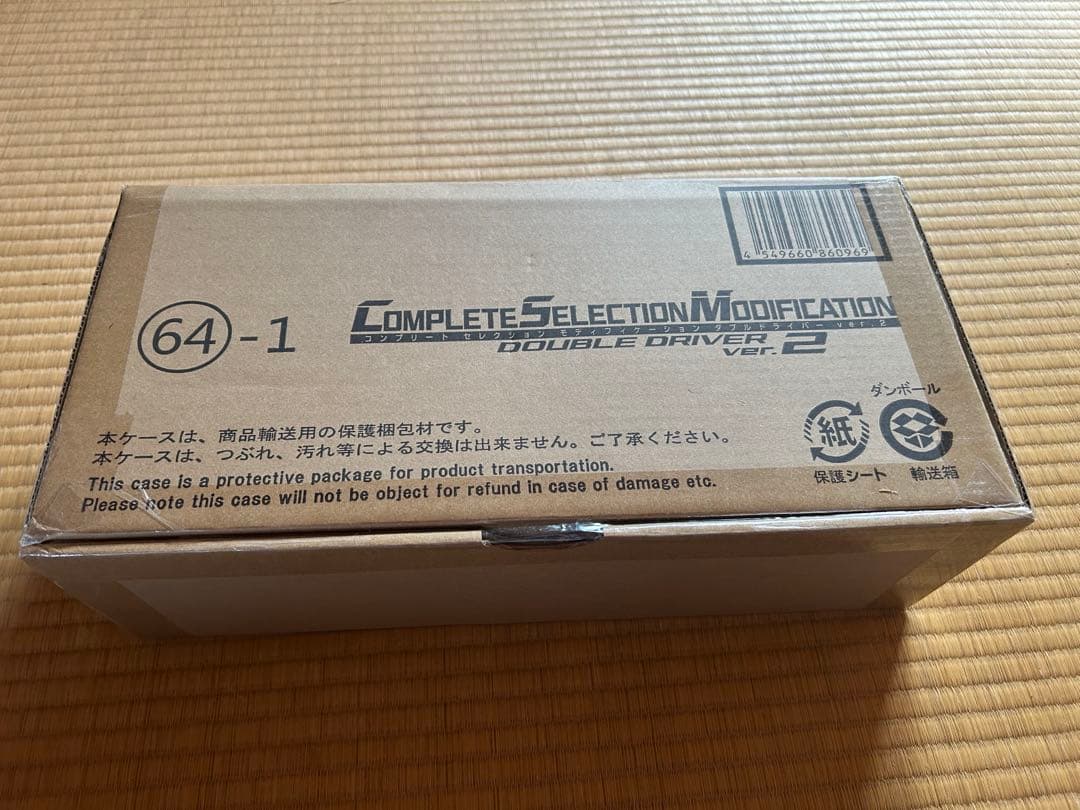 4 549660 860969
64-1
COMPLETE SELECTION MODIFICATION
コンプリート セレクション モディフィケーション ダブルドライバー ver.2
DOUBLE DRIVER
ver.2
ダンボール
紙
保護シート
輸送箱
本ケースは、商品輸送用の保護梱包材です。
本ケースは、つぶれ、汚れ等による交換は出来ません。ご了承ください。
This case is a protective package for product transportation.
Please note this case will not be object for refund in case of damage etc.